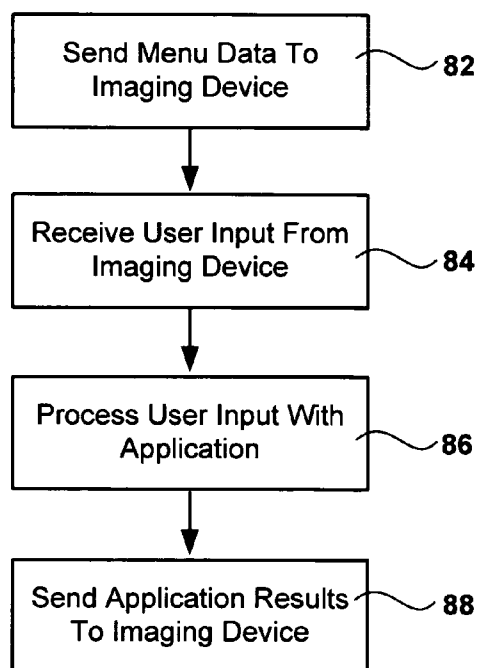 Send Menu Data To
Imaging Device
82
Receive User Input From
Imaging Device
84
Process User Input With
Application
86
Send Application Results
To Imaging Device
88